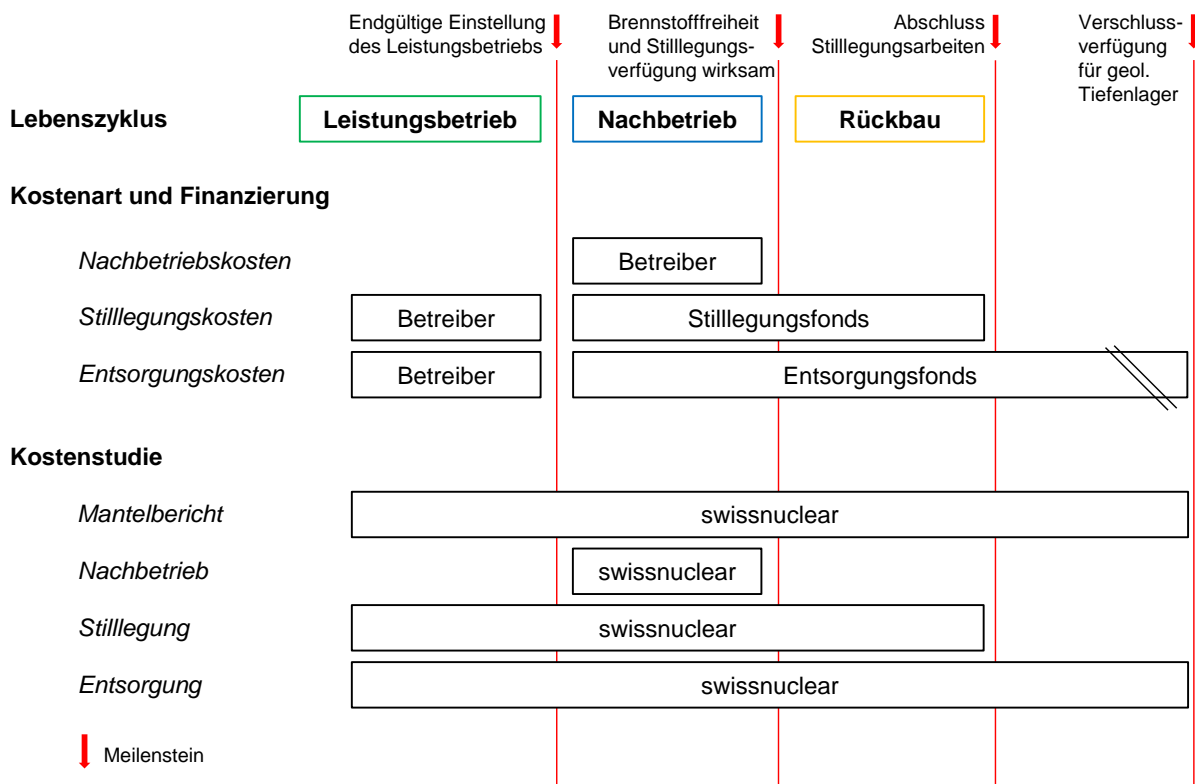 Endgültige Einstellung
des Leistungsbetriebs
Brennstofffreiheit
und Stilllegungs-
verfügung wirksam
Abschluss
Stilllegungsarbeiten
Verschluss-
verfügung
für geol.
Tiefenlager
Lebenszyklus
Leistungsbetrieb
Nachbetrieb
Rückbau
Kostenart und Finanzierung
Nachbetriebskosten
Betreiber
Stilllegungskosten
Betreiber
Stilllegungsfonds
Entsorgungskosten
Betreiber
Entsorgungsfonds
Kostenstudie
Mantelbericht
swissnuclear
Nachbetrieb
swissnuclear
Stilllegung
swissnuclear
Entsorgung
swissnuclear
Meilenstein